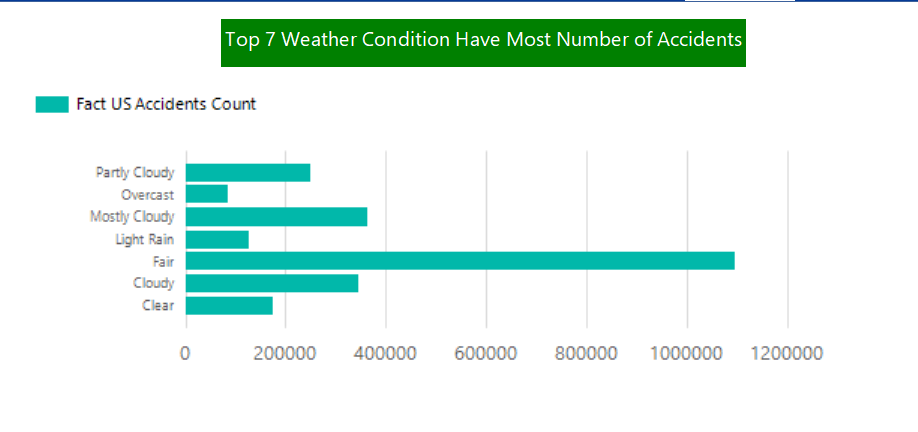 Top 7 Weather Condition Have Most Number of Accidents
Fact US Accidents Count
Partly Cloudy
Overcast
Mostly Cloudy
Light Rain
Fair
Cloudy
Clear
0 200000 400000 600000 800000 1000000 1200000